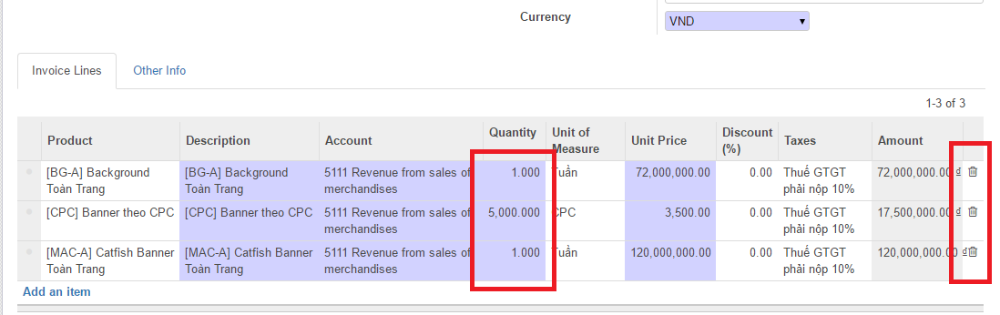 Currency
VND
Invoice Lines
Other Info
1-3 of 3
Product Description Account Quantity Unit of Measure Unit Price Discount (%) Taxes Amount
[BG-A] Background [BG-A] Background 5111 Revenue from sales of 1.000 Tuần 72,000,000.00 0.00 Thuế GTGT 72,000,000.00 ₫
Toàn Trang Toàn Trang merchandises phải nộp 10%
[CPC] Banner theo CPC [CPC] Banner theo CPC 5111 Revenue from sales of 5,000.000 CPC 3,500.00 0.00 Thuế GTGT 17,500,000.00 ₫
merchandises phải nộp 10%
[MAC-A] Catfish Banner [MAC-A] Catfish Banner 5111 Revenue from sales of 1.000 Tuần 120,000,000.00 0.00 Thuế GTGT 120,000,000.00 ₫
Toàn Trang Toàn Trang merchandises phải nộp 10%
Add an item